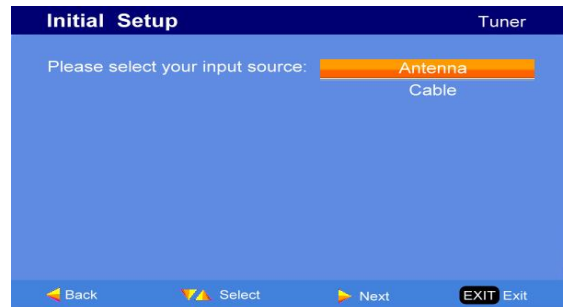 Initial Setup Tuner
Please select your input source: Antenna
Cable
Back Select Next EXIT Exit